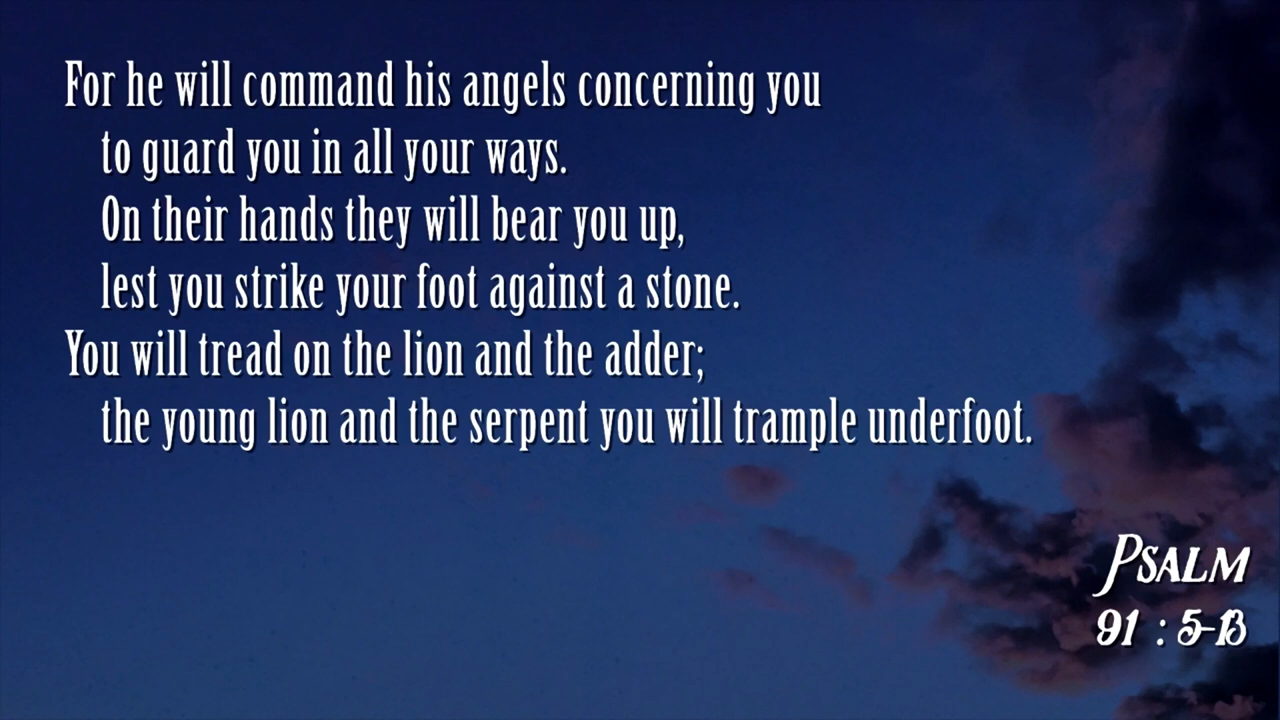 For he will command his angels concerning you
to guard you in all your ways.
On their hands they will bear you up,
lest you strike your foot against a stone.
You will tread on the lion and the adder;
the young lion and the serpent you will trample underfoot.
Psalm
91 : 5-13